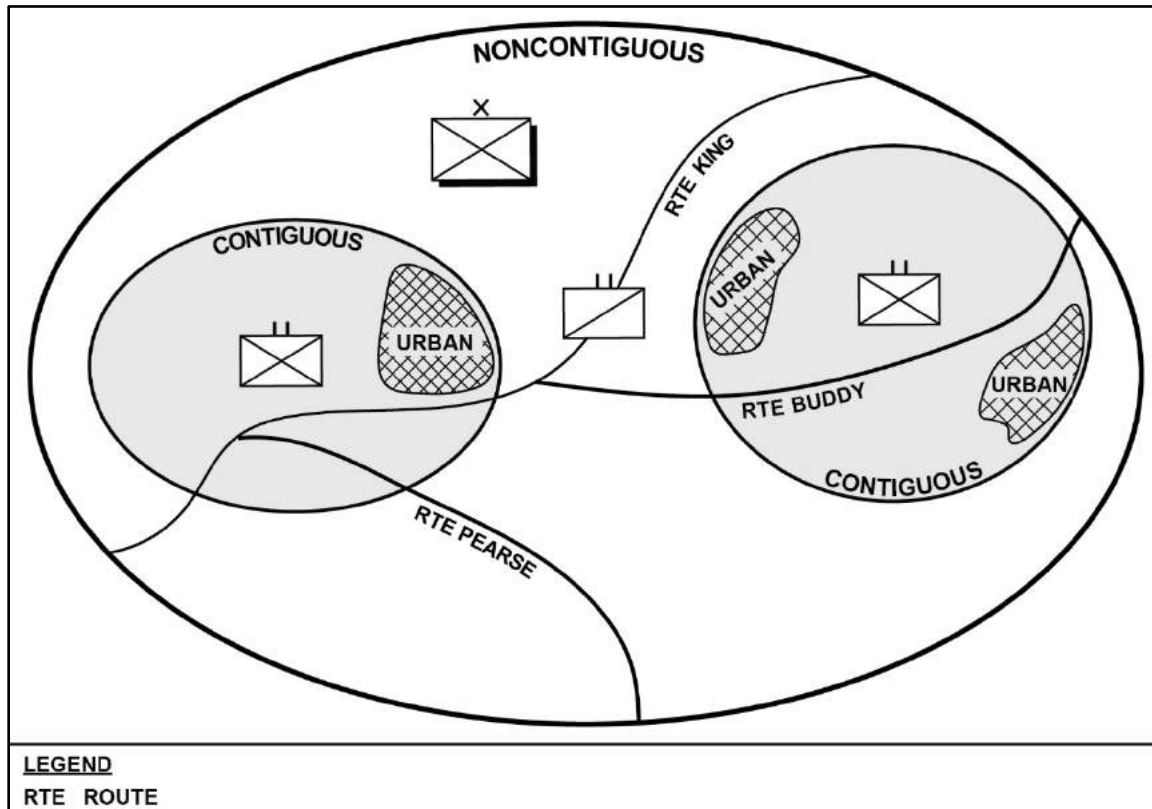 NONCONTIGUOUS
RTE KING
CONTIGUOUS
URBAN
URBAN
RTE BUDDY
URBAN
CONTIGUOUS
RTE PEARSE
LEGEND
RTE ROUTE